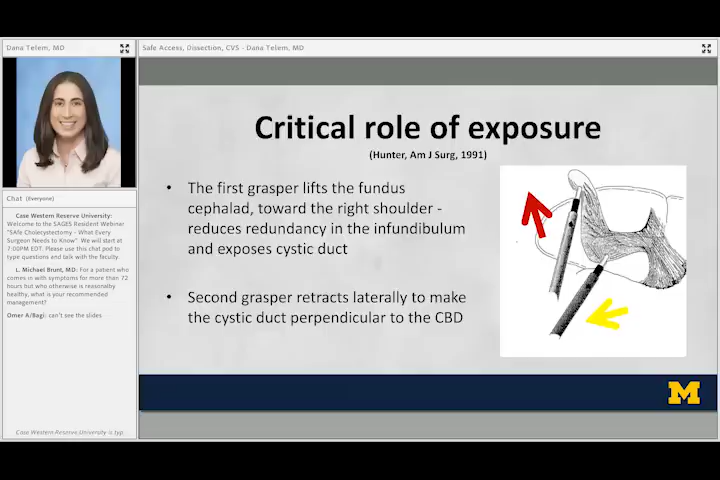 Dana Telem, MD
Safe Access, Dissection, CVS - Dana Telem, MD
Critical role of exposure
(Hunter, Am J Surg, 1991)
• The first grasper lifts the fundus
cephalad, toward the right shoulder -
reduces redundancy in the infundibulum
and exposes cystic duct
• Second grasper retracts laterally to make
the cystic duct perpendicular to the CBD
M
Chat (Everyone)
Case Western Reserve University:
Welcome to the SAGES Resident Webinar
"SAfe Cholecystectomy - What Every
Surgeon Needs to Know" We will start at
7:00PM EDT. Please use this chat pod to
type questions and talk with the faculty.
L. Michael Brunt, MD: For a patient who
comes in with symptoms for more than 72
hours but who otherwise is reasonably
healthy, what is your recommended
management?
Omer A/Bagi: can't see the slides
Case Western Reserve University is typ